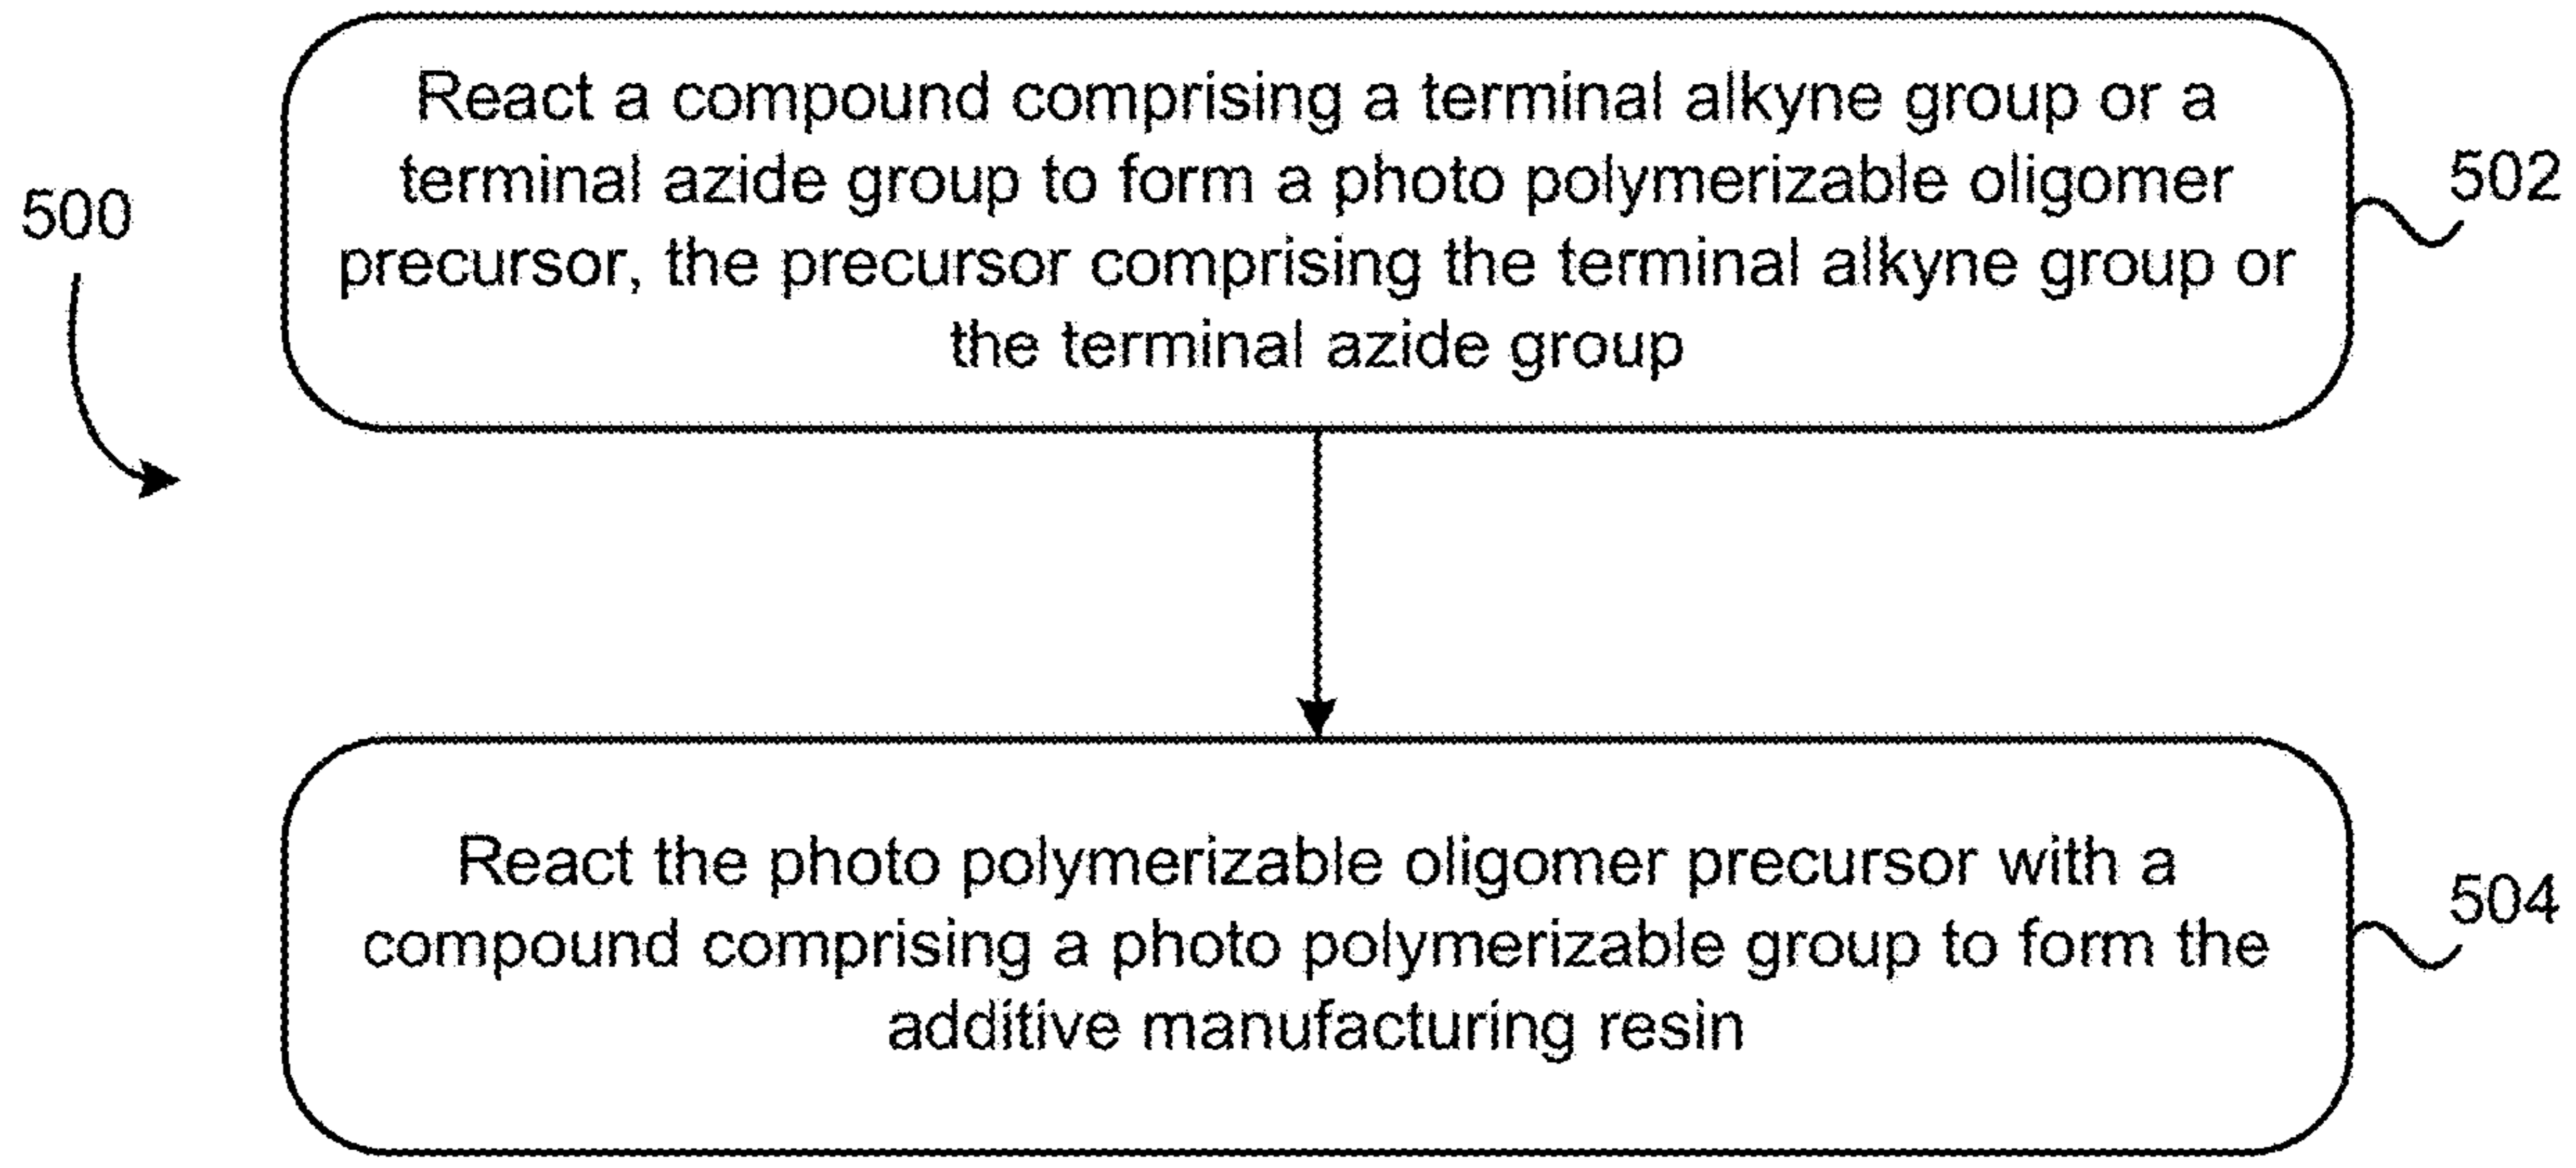 500
React a compound comprising a terminal alkyne group or a
terminal azide group to form a photo polymerizable oligomer
precursor, the precursor comprising the terminal alkyne group or
the terminal azide group
502
React the photo polymerizable oligomer precursor with a
compound comprising a photo polymerizable group to form the
additive manufacturing resin
504